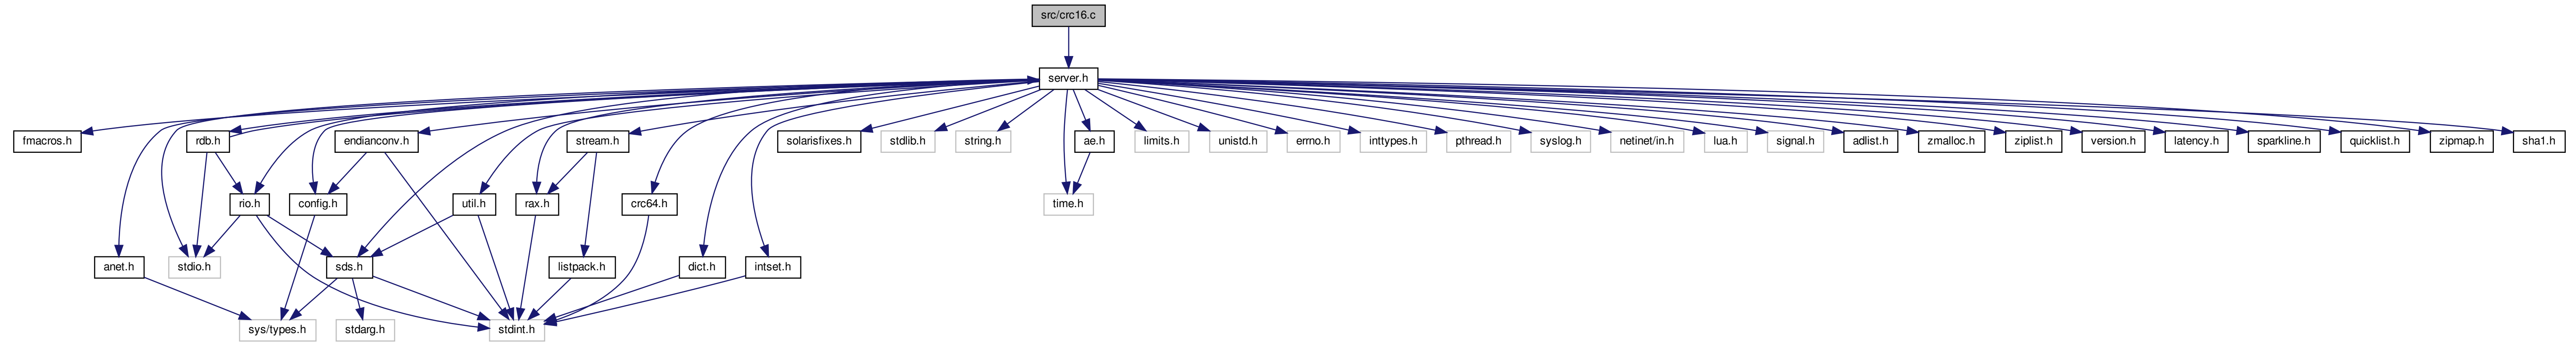 src/crc16.c
server.h
fmacros.h
rdb.h
endianconv.h
stream.h
solarisfixes.h
stdlib.h
string.h
ae.h
limits.h
unistd.h
errno.h
inttypes.h
pthread.h
syslog.h
netinet/in.h
lua.h
signal.h
adlist.h
zmalloc.h
ziplist.h
version.h
latency.h
sparkline.h
quicklist.h
zipmap.h
sha1.h
rio.h
config.h
util.h
rax.h
crc64.h
time.h
anet.h
stdio.h
sds.h
listpack.h
dict.h
intset.h
sys/types.h
stdarg.h
stdint.h